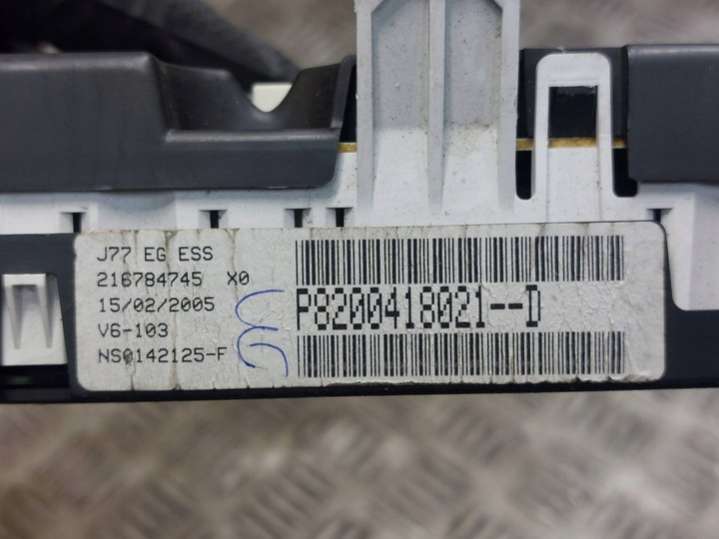 J77 EG ESS
216784745 X0
15/02/2005
V6-103
NS0142125-F
P8200418021--D